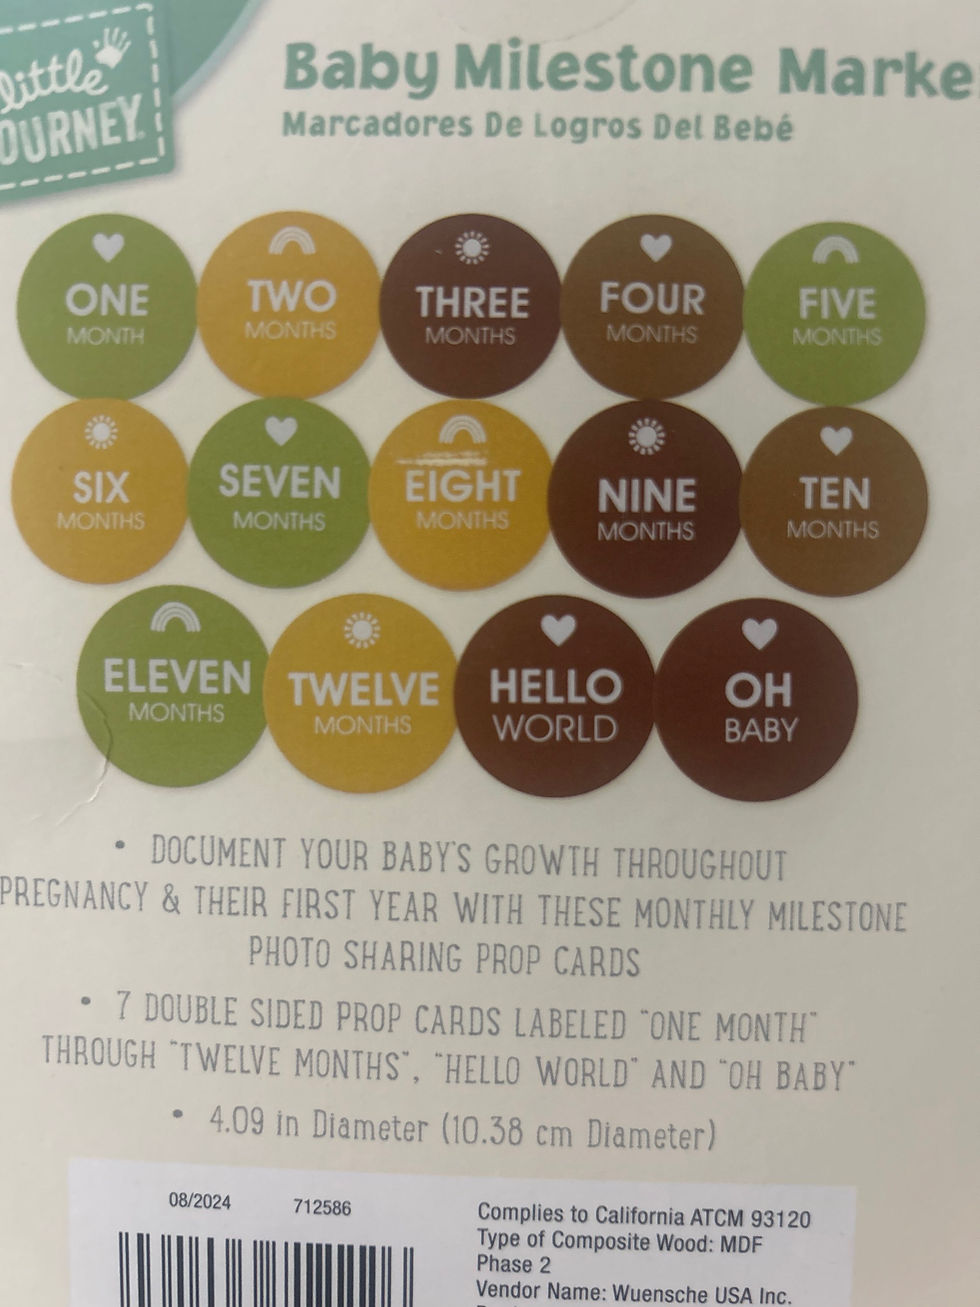 little
OURNEY
Baby Milestone Marke
Marcadores De Logros Del Bebé
ONE
MONTH
TWO
MONTHS
THREE
MONTHS
FOUR
MONTHS
FIVE
MONTHS
SIX
MONTHS
SEVEN
MONTHS
EIGHT
MONTHS
NINE
MONTHS
TEN
MONTHS
ELEVEN
MONTHS
TWELVE
MONTHS
HELLO
WORLD
OH
BABY
• DOCUMENT YOUR BABY'S GROWTH THROUGHOUT
PREGNANCY & THEIR FIRST YEAR WITH THESE MONTHLY MILESTONE
PHOTO SHARING PROP CARDS
• 7 DOUBLE SIDED PROP CARDS LABELED "ONE MONTH"
THROUGH "TWELVE MONTHS", "HELLO WORLD" AND "OH BABY"
• 4.09 in Diameter (10.38 cm Diameter)
08/2024 712586
Complies to California ATCM 93120
Type of Composite Wood: MDF
Phase 2
Vendor Name: Wuensche USA Inc.